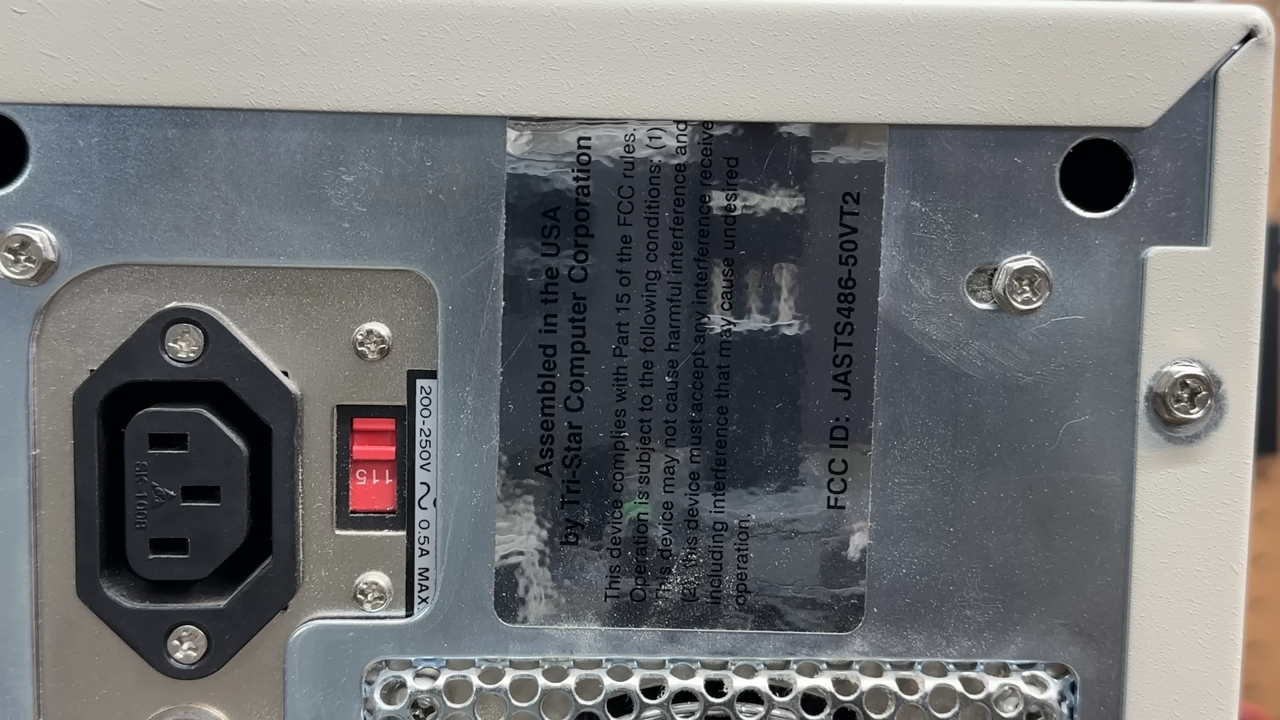 Assembled in the USA
by Tri-Star Computer Corporation
This device complies with Part 15 of the FCC rules.
Operation is subject to the following conditions: (1)
This device may not cause harmful interference and
(2) this device must accept any interference receive
including interference that may cause undesired
operation.
FCC ID: JASTS486-50VT2
200-250V ~ 0.5A MAX
115
SK-1008